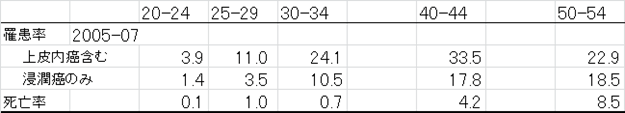 20-24 25-29 30-34 40-44 50-54
罹患率 2005-07
上皮内癌含む 3.9 11.0 24.1 33.5 22.9
浸潤癌のみ 1.4 3.5 10.5 17.8 18.5
死亡率 0.1 1.0 0.7 4.2 8.5